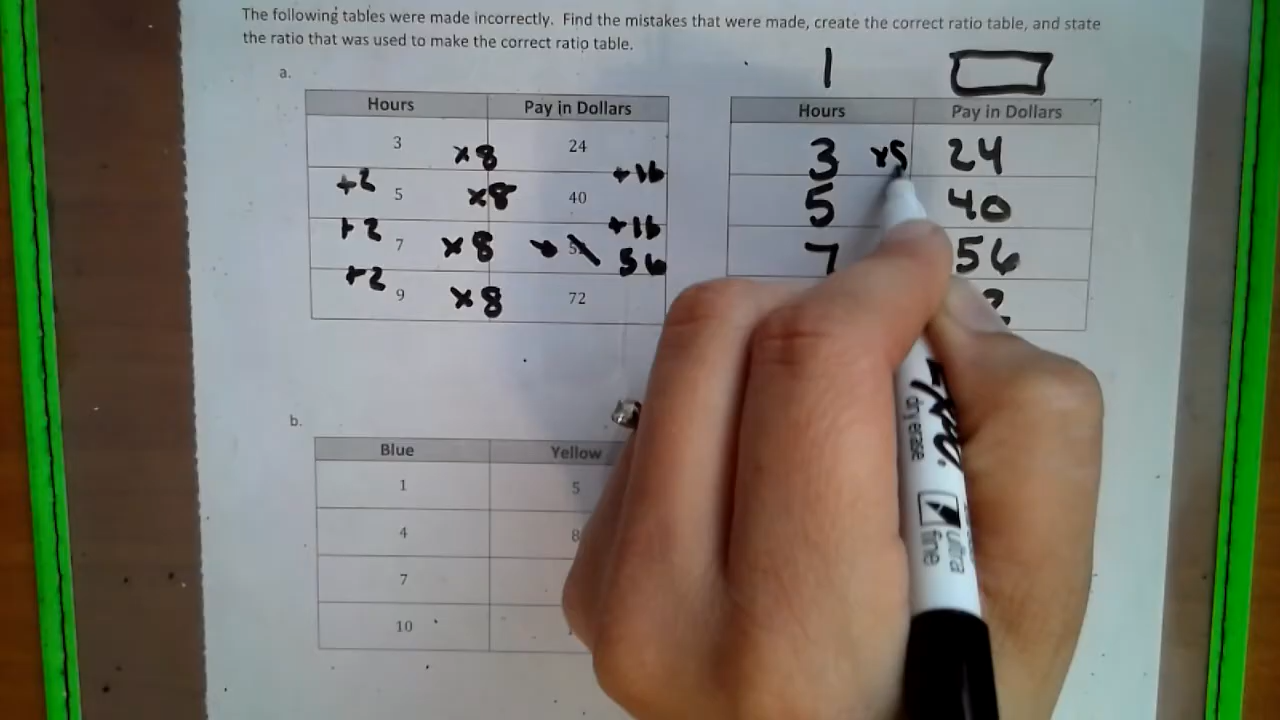 The following tables were made incorrectly. Find the mistakes that were made, create the correct ratio table, and state
the ratio that was used to make the correct ratio table.
1
a.
Hours Pay in Dollars
3 ×8 24
+2 +16
5 ×8 40
+2 +16
7 ×8 56
+2
9 ×8 72
Hours Pay in Dollars
3 24
5 40
7 56
2
b.
Blue Yellow
1 5
4 8
7
10
EXPO.
dry erase
ultra
fine